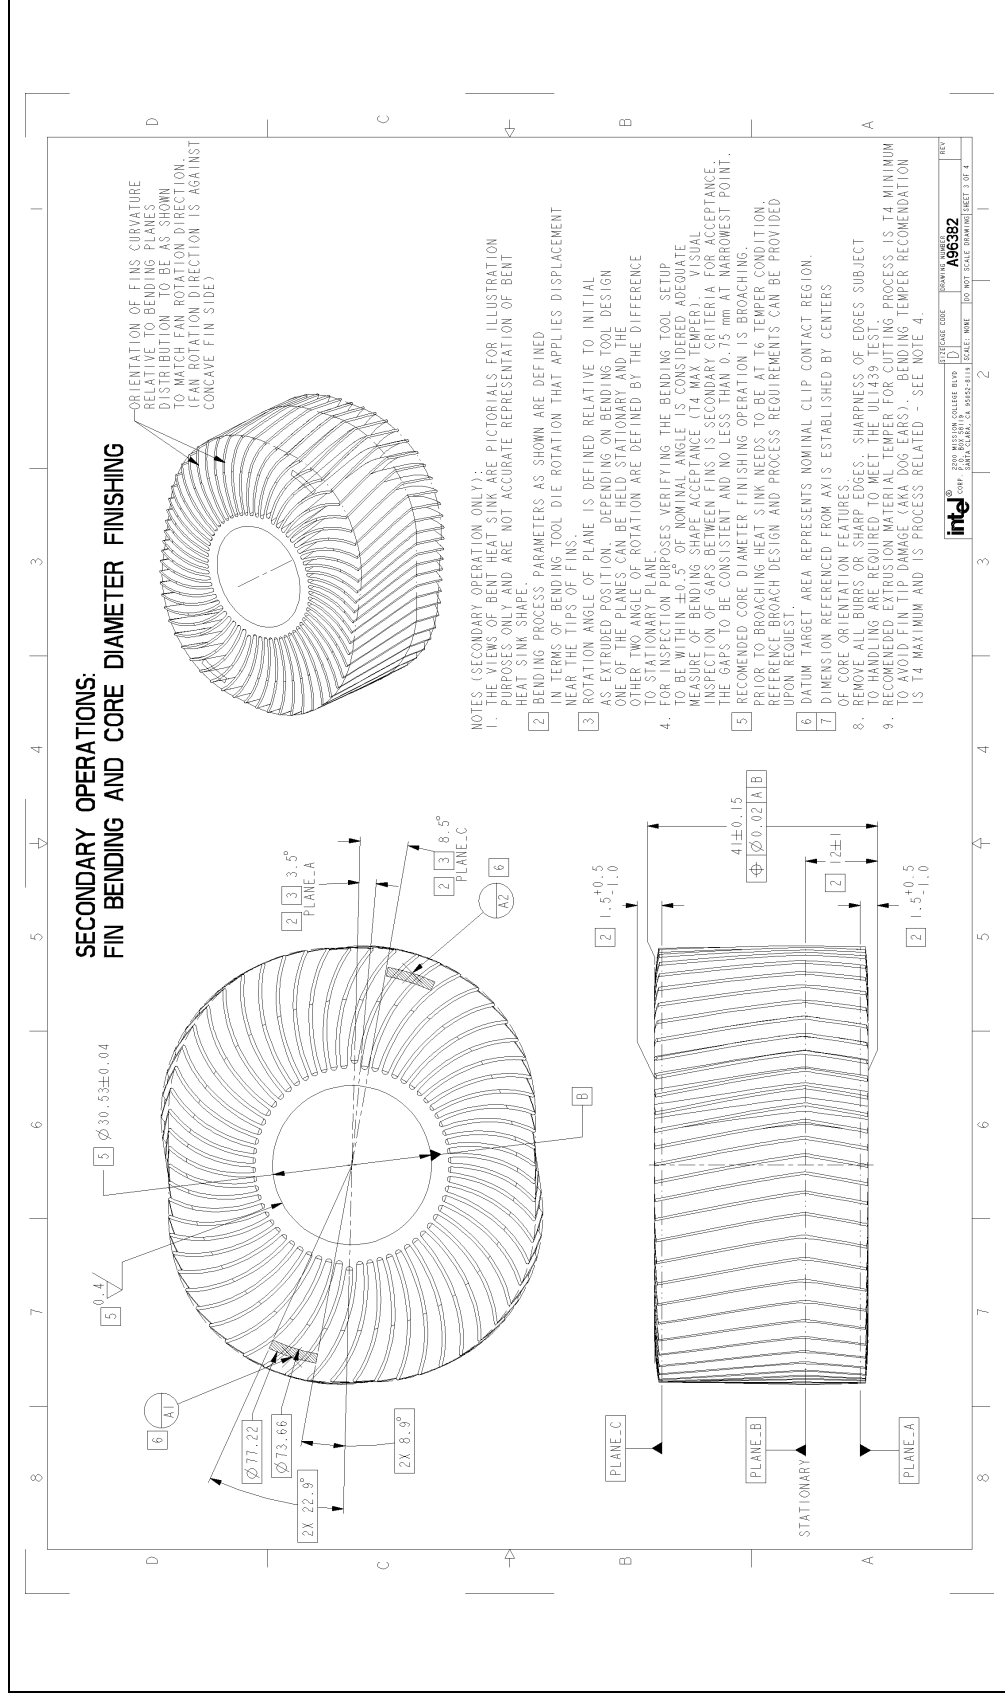 SECONDARY OPERATIONS:
FIN BENDING AND CORE DIAMETER FINISHING
8
7
6
5
4
3
2
1
D
C
B
A
ORIENTATION OF FINS CURVATURE
RELATIVE TO BENDING PLANES
DISTRIBUTION TO BE AS SHOWN
TO MATCH FAN ROTATION DIRECTION.
(FAN ROTATION DIRECTION IS AGAINST
CONCAVE FIN SIDE)
5 0.4
5 Ø30.53±0.04
6 A1
Ø77.22
Ø73.66
2X 22.9°
2X 8.9°
2 3 3.5°
PLANE_A
2 3 8.5°
PLANE_C
A2 6
B
NOTES (SECONDARY OPERATION ONLY):
1. THE VIEWS OF BENT HEAT SINK ARE PICTORIALS FOR ILLUSTRATION
PURPOSES ONLY AND ARE NOT ACCURATE REPRESENTATION OF BENT
HEAT SINK SHAPE.
2 BENDING PROCESS PARAMETERS AS SHOWN ARE DEFINED
IN TERMS OF BENDING TOOL DIE ROTATION THAT APPLIES DISPLACEMENT
NEAR THE TIPS OF FINS.
3 ROTATION ANGLE OF PLANE IS DEFINED RELATIVE TO INITIAL
AS EXTRUDED POSITION. DEPENDING ON BENDING TOOL DESIGN
ONE OF THE PLANES CAN BE HELD STATIONARY AND THE
OTHER TWO ANGLE OF ROTATION ARE DEFINED BY THE DIFFERENCE
TO STATIONARY PLANE.
4. FOR INSPECTION PURPOSES VERIFYING THE BENDING TOOL SETUP
TO BE WITHIN ±0.5° OF NOMINAL ANGLE IS CONSIDERED ADEQUATE
MEASURE OF BENDING SHAPE ACCEPTANCE (T4 MAX TEMPER). VISUAL
INSPECTION OF GAPS BETWEEN FINS IS SECONDARY CRITERIA FOR ACCEPTANCE.
THE GAPS TO BE CONSISTENT AND NO LESS THAN 0.75 mm AT NARROWEST POINT.
5 RECOMENDED CORE DIAMETER FINISHING OPERATION IS BROACHING.
PRIOR TO BROACHING HEAT SINK NEEDS TO BE AT T6 TEMPER CONDITION.
REFERENCE BROACH DESIGN AND PROCESS REQUIREMENTS CAN BE PROVIDED
UPON REQUEST.
6 DATUM TARGET AREA REPRESENTS NOMINAL CLIP CONTACT REGION.
7 DIMENSION REFERENCED FROM AXIS ESTABLISHED BY CENTERS
OF CORE ORIENTATION FEATURES.
8. REMOVE ALL BURRS OR SHARP EDGES. SHARPNESS OF EDGES SUBJECT
TO HANDLING ARE REQUIRED TO MEET THE UL1439 TEST.
9. RECOMENEDED EXTRUSION MATERIAL TEMPER FOR CUTTING PROCESS IS T4 MINIMUM
TO AVOID FIN TIP DAMAGE (AKA DOG EARS). BENDING TEMPER RECOMENDATION
IS T4 MAXIMUM AND IS PROCESS RELATED - SEE NOTE 4.
PLANE_C
PLANE_B
STATIONARY
PLANE_A
2 1.5 +0.5 -1.0
41±0.15
⌖ Ø0.02 A B
2 12±1
2 1.5 +0.5 -1.0
intel® CORP
2200 MISSION COLLEGE BLVD
P.O. BOX 58119
SANTA CLARA, CA 95052-8119
SIZE D
CAGE CODE
DRAWING NUMBER A96382
REV
SCALE: NONE
DO NOT SCALE DRAWING
SHEET 3 OF 4
D
C
B
A
8
7
6
5
4
3
2